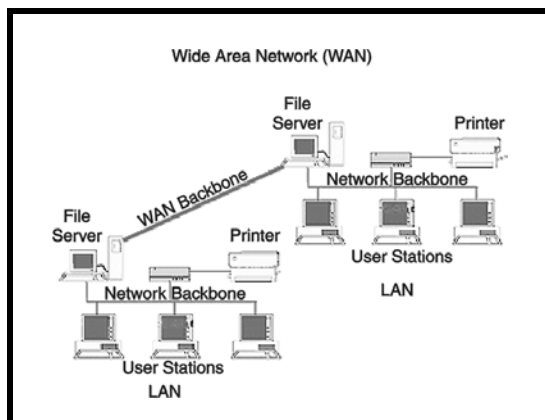 Wide Area Network (WAN)
File
Server
Printer
Network Backbone
User Stations
LAN
WAN Backbone
File
Server
Printer
Network Backbone
User Stations
LAN